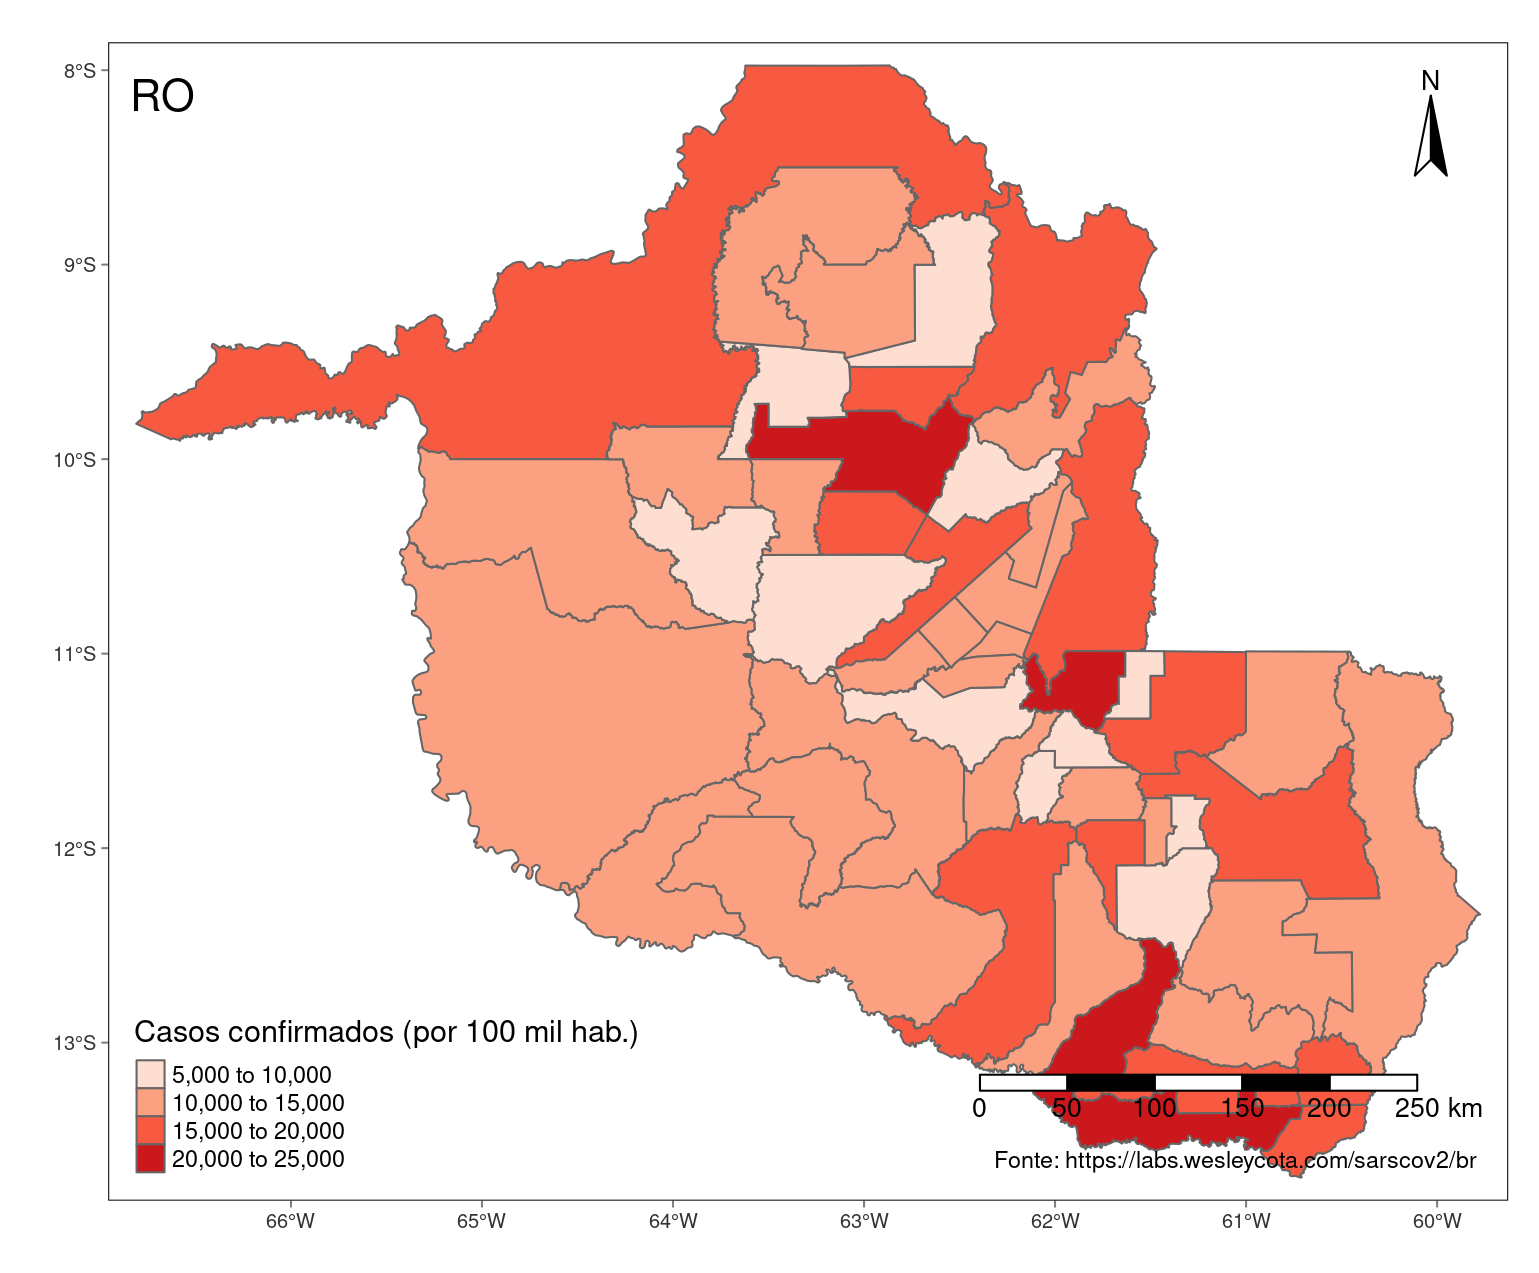 RO
N
8°S
9°S
10°S
11°S
12°S
13°S
Casos confirmados (por 100 mil hab.)
5,000 to 10,000
10,000 to 15,000
15,000 to 20,000
20,000 to 25,000
0 50 100 150 200 250 km
Fonte: https://labs.wesleycota.com/sarscov2/br
66°W 65°W 64°W 63°W 62°W 61°W 60°W